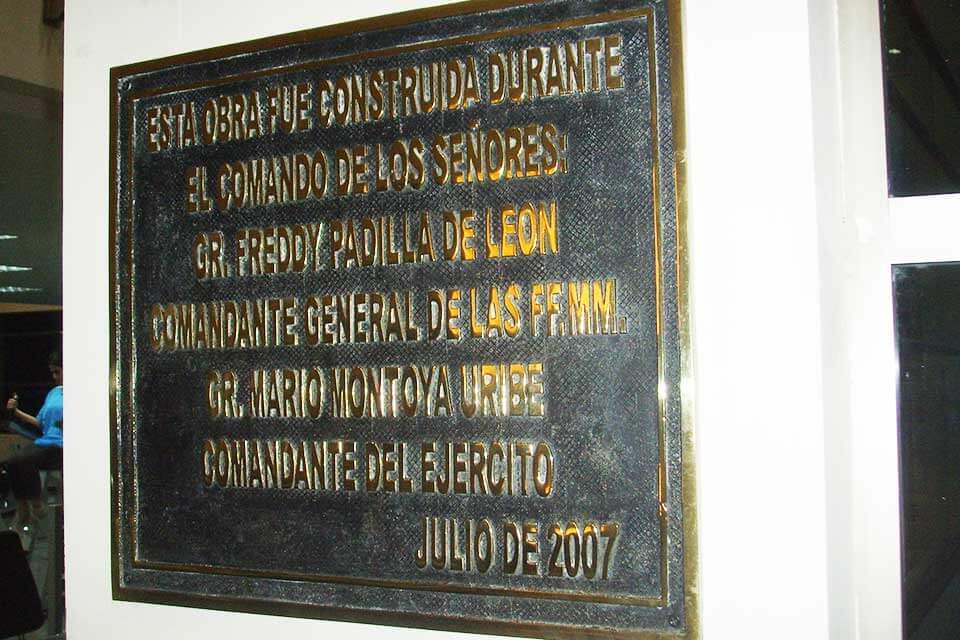 ESTA OBRA FUE CONSTRUIDA DURANTE
EL COMANDO DE LOS SEÑORES:
GR. FREDDY PADILLA DE LEON
COMANDANTE GENERAL DE LAS FF.MM.
GR. MARIO MONTOYA URIBE
COMANDANTE DEL EJERCITO
JULIO DE 2007